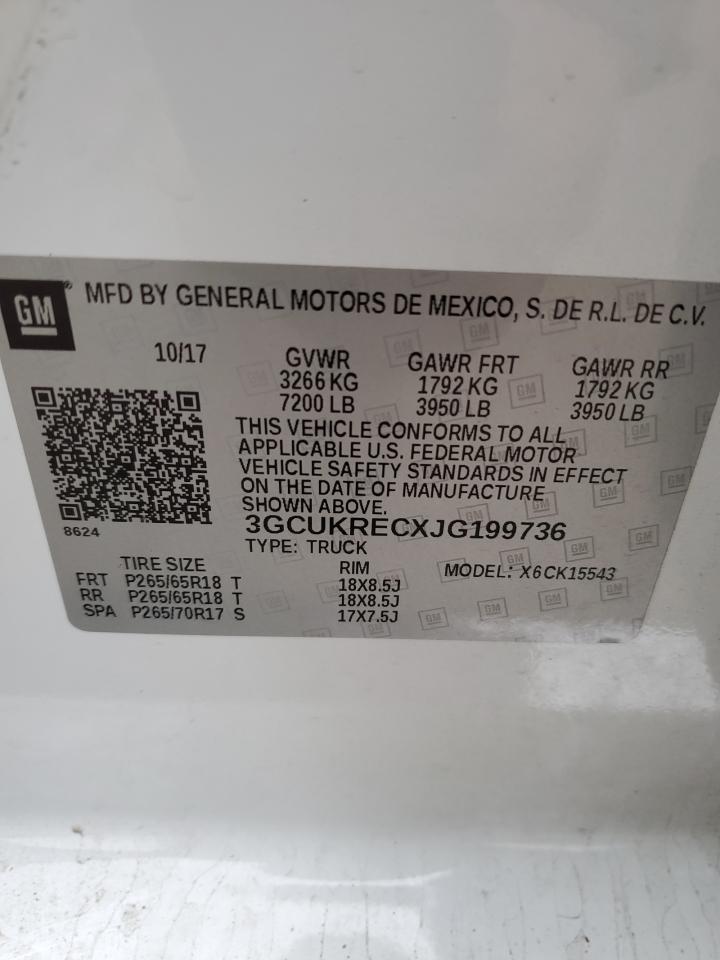 GM® MFD BY GENERAL MOTORS DE MEXICO, S. DE R.L. DE C.V.
10/17 GVWR GAWR FRT GAWR RR
3266 KG 1792 KG 1792 KG
7200 LB 3950 LB 3950 LB
THIS VEHICLE CONFORMS TO ALL
APPLICABLE U.S. FEDERAL MOTOR
VEHICLE SAFETY STANDARDS IN EFFECT
ON THE DATE OF MANUFACTURE
SHOWN ABOVE.
8624
3GCUKRECXJG199736
TYPE: TRUCK
TIRE SIZE RIM MODEL: X6CK15543
FRT P265/65R18 T 18X8.5J
RR P265/65R18 T 18X8.5J
SPA P265/70R17 S 17X7.5J